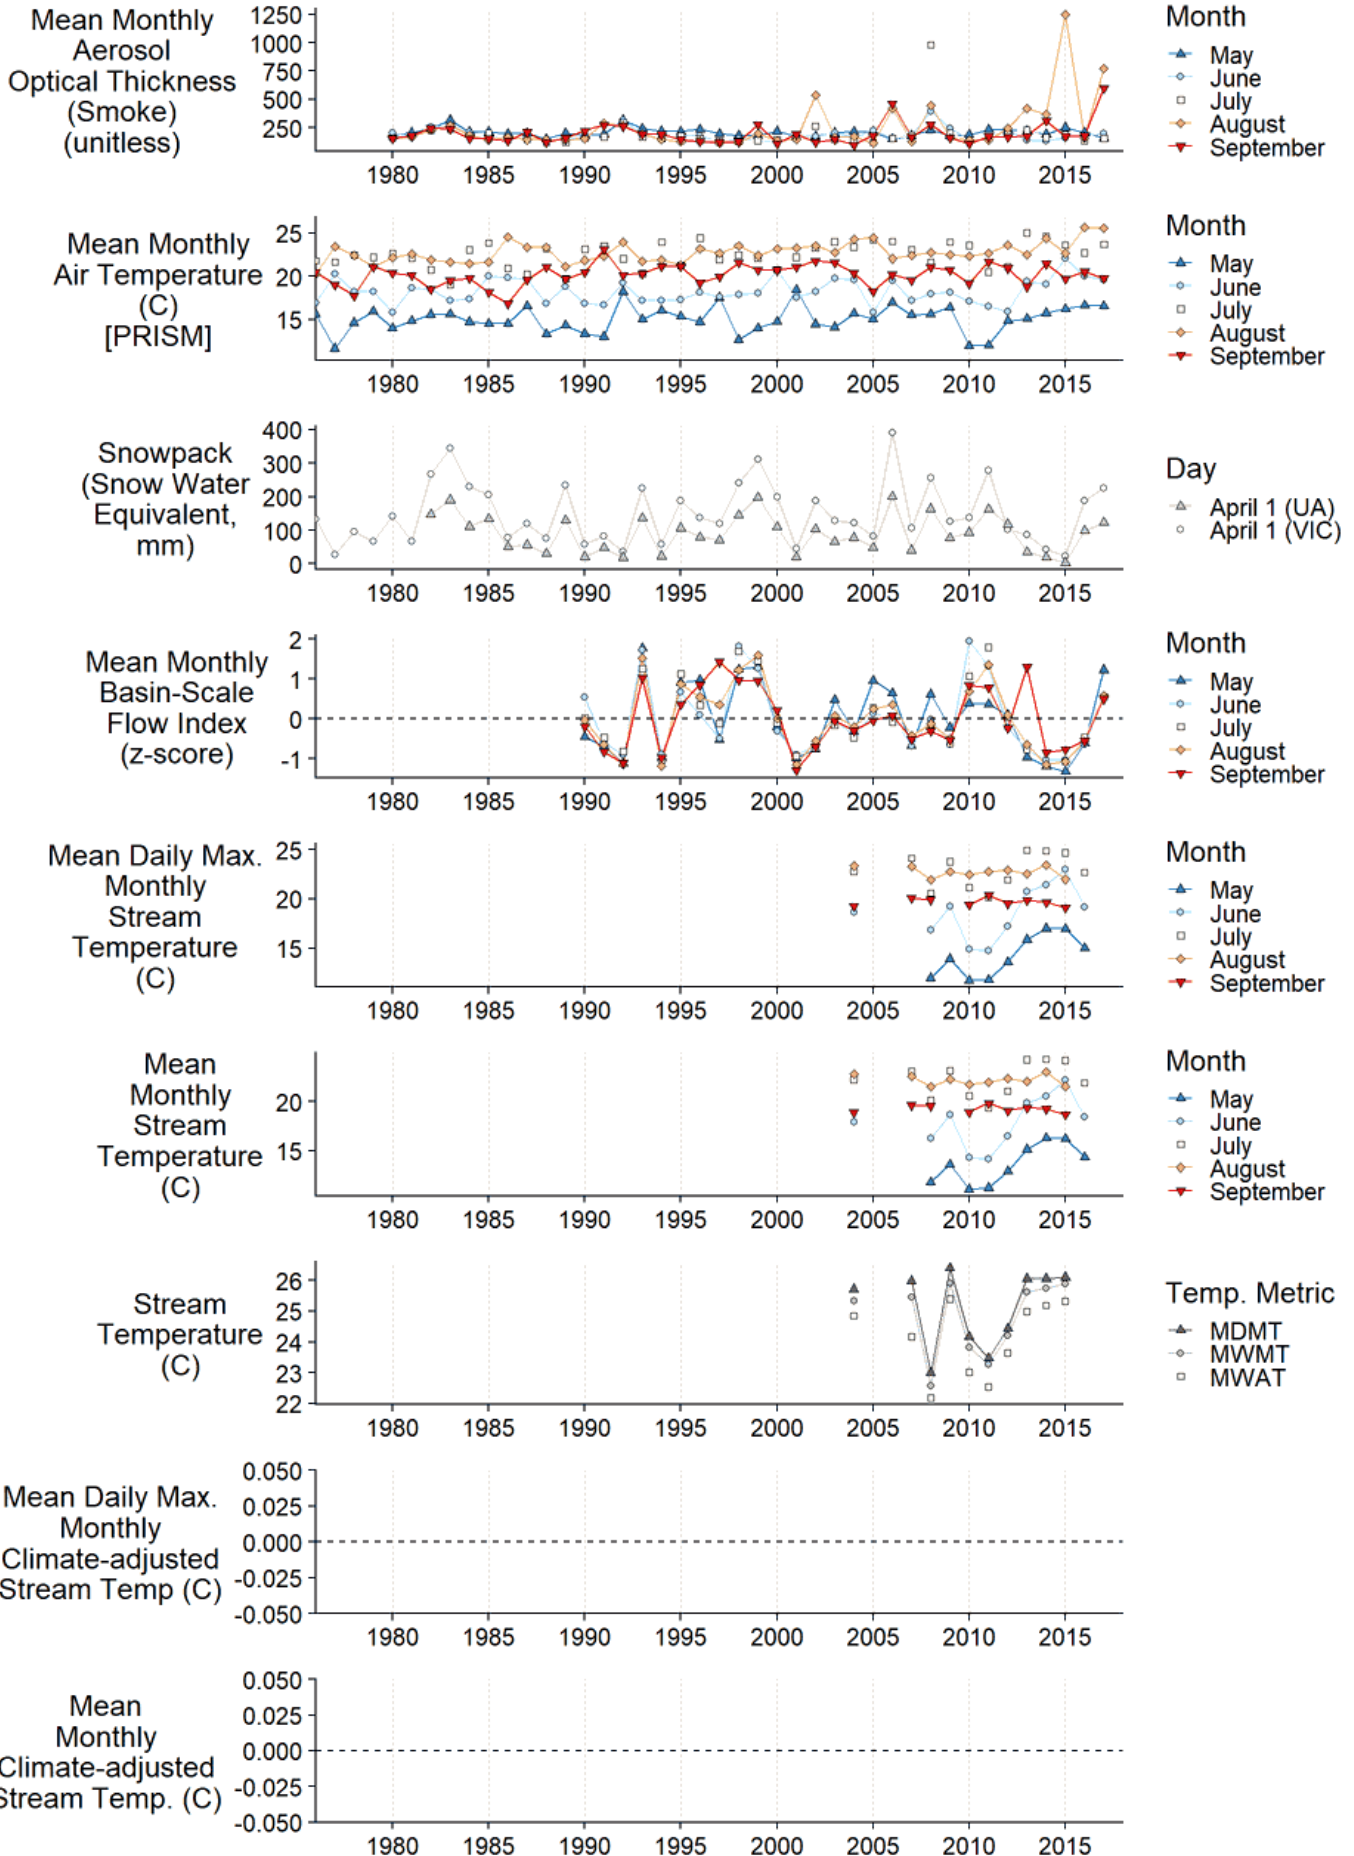 Mean Monthly
Aerosol
Optical Thickness
(Smoke)
(unitless)
1250
1000
750
500
250
1980 1985 1990 1995 2000 2005 2010 2015
Month
May
June
July
August
September
Mean Monthly
Air Temperature
(C)
[PRISM]
25
20
15
1980 1985 1990 1995 2000 2005 2010 2015
Month
May
June
July
August
September
Snowpack
(Snow Water
Equivalent,
mm)
400
300
200
100
0
1980 1985 1990 1995 2000 2005 2010 2015
Day
April 1 (UA)
April 1 (VIC)
Mean Monthly
Basin-Scale
Flow Index
(z-score)
2
1
0
-1
1980 1985 1990 1995 2000 2005 2010 2015
Month
May
June
July
August
September
Mean Daily Max.
Monthly
Stream
Temperature
(C)
25
20
15
1980 1985 1990 1995 2000 2005 2010 2015
Month
May
June
July
August
September
Mean
Monthly
Stream
Temperature
(C)
20
15
1980 1985 1990 1995 2000 2005 2010 2015
Month
May
June
July
August
September
Stream
Temperature
(C)
26
25
24
23
22
1980 1985 1990 1995 2000 2005 2010 2015
Temp. Metric
MDMT
MWMT
MWAT
Mean Daily Max.
Monthly
Climate-adjusted
Stream Temp (C)
0.050
0.025
0.000
-0.025
-0.050
1980 1985 1990 1995 2000 2005 2010 2015
Mean
Monthly
Climate-adjusted
Stream Temp. (C)
0.050
0.025
0.000
-0.025
-0.050
1980 1985 1990 1995 2000 2005 2010 2015